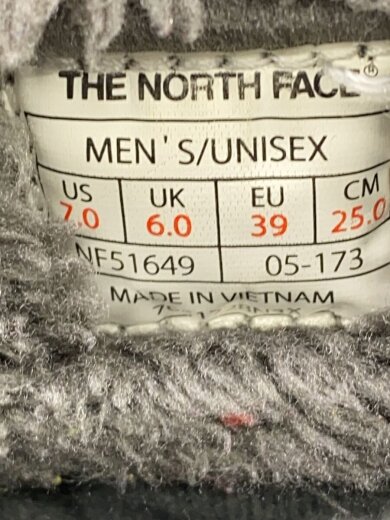 THE NORTH FACE®
MEN'S/UNISEX
US UK EU CM
7.0 6.0 39 25.0
NF51649 05-173
MADE IN VIETNAM